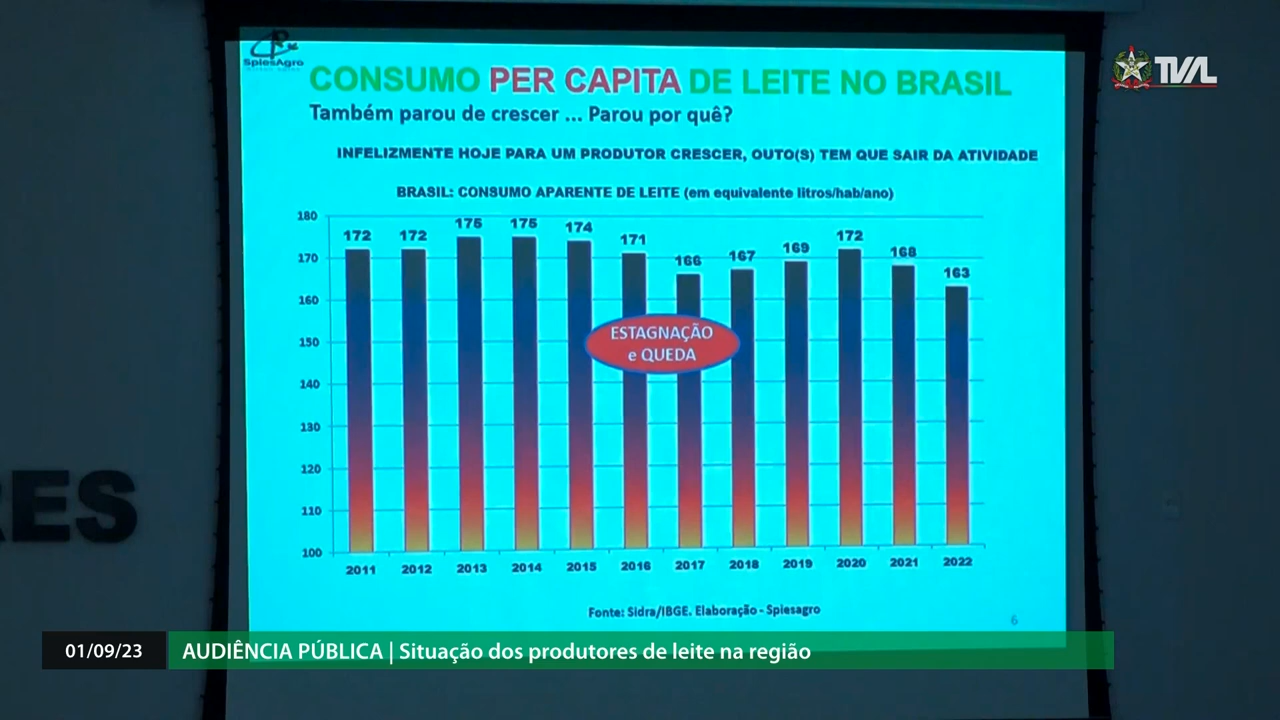 SpiesAgro
TVAL
CONSUMO PER CAPITA DE LEITE NO BRASIL
Também parou de crescer ... Parou por quê?
INFELIZMENTE HOJE PARA UM PRODUTOR CRESCER, OUTO(S) TEM QUE SAIR DA ATIVIDADE
BRASIL: CONSUMO APARENTE DE LEITE (em equivalente litros/hab/ano)
180
170
160
150
140
130
120
110
100
172
172
175
175
174
171
166
167
169
172
168
163
ESTAGNAÇÃO
e QUEDA
2011 2012 2013 2014 2015 2016 2017 2018 2019 2020 2021 2022
Fonte: Sidra/IBGE. Elaboração - Spiesagro
6
RES
01/09/23 AUDIÊNCIA PÚBLICA | Situação dos produtores de leite na região